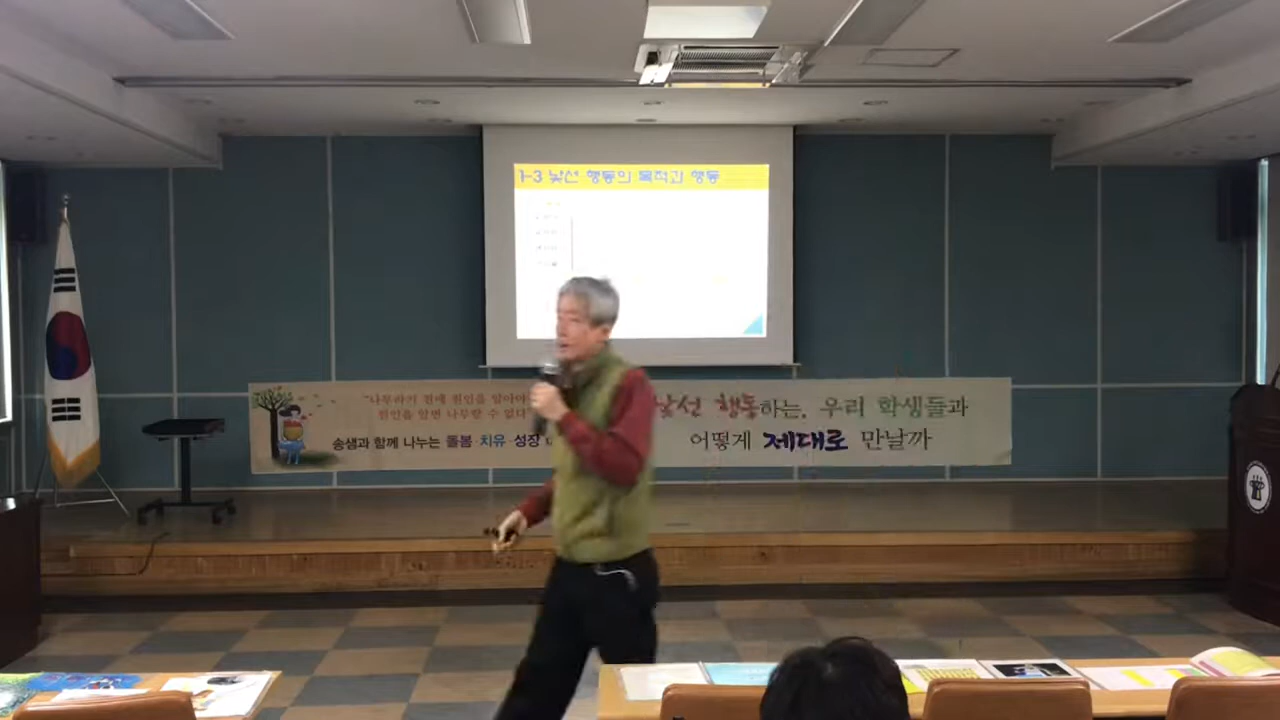 1-3 낯선 행동의 목적과 행동
"나무라기 전에 원인을 알아야
원인을 알면 나무랄 수 없다
송샘과 함께 나누는 돌봄·치유·성장
낯선 행동하는, 우리 학생들과
어떻게 제대로 만날까